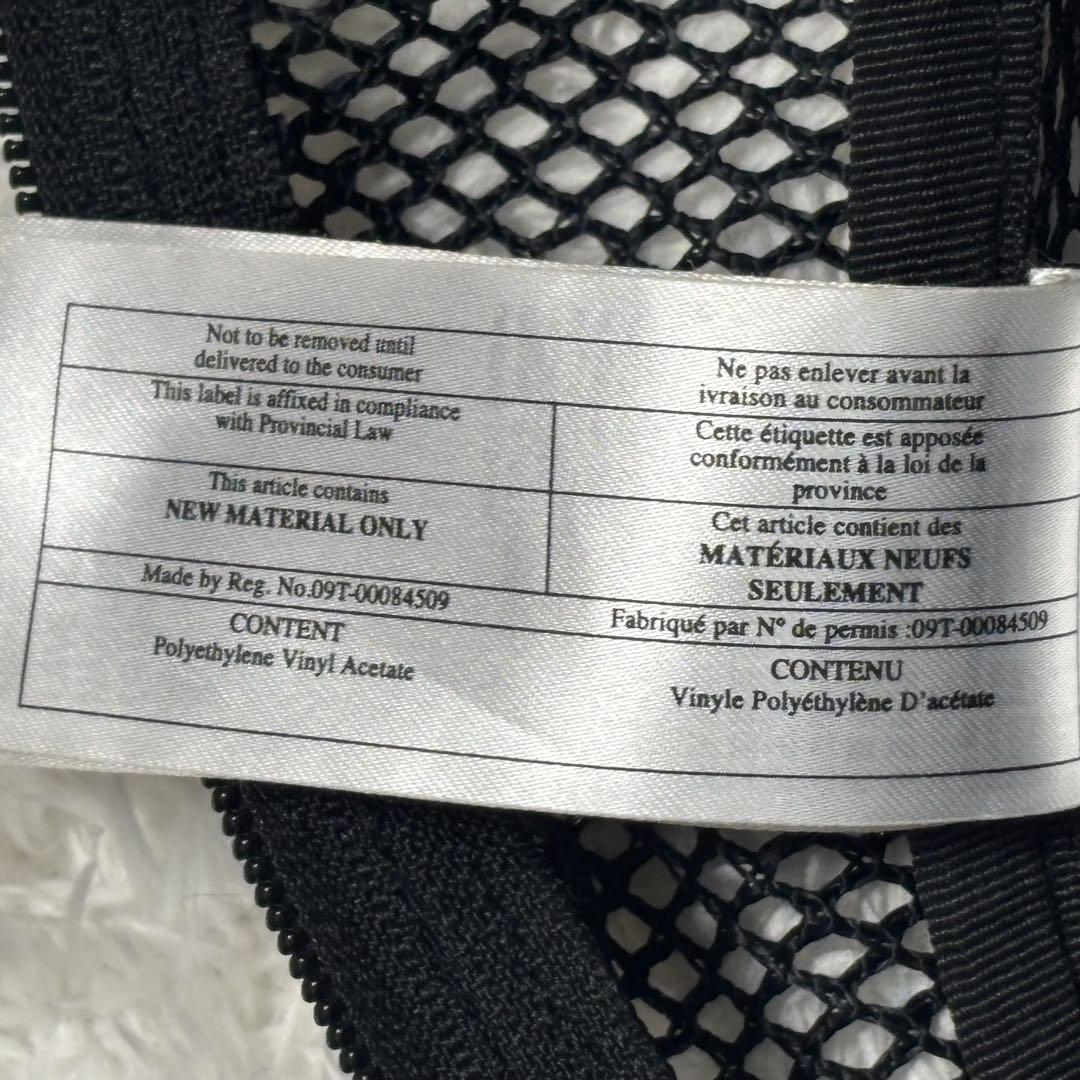 Not to be removed until
delivered to the consumer
Ne pas enlever avant la
ivraison au consommateur
This label is affixed in compliance
with Provincial Law
Cette étiquette est apposée
conformément à la loi de la
province
This article contains
NEW MATERIAL ONLY
Cet article contient des
MATÉRIAUX NEUFS
SEULEMENT
Made by Reg. No.09T-00084509
Fabriqué par N° de permis :09T-00084509
CONTENT
Polyethylene Vinyl Acetate
CONTENU
Vinyle Polyéthylène D'acétate